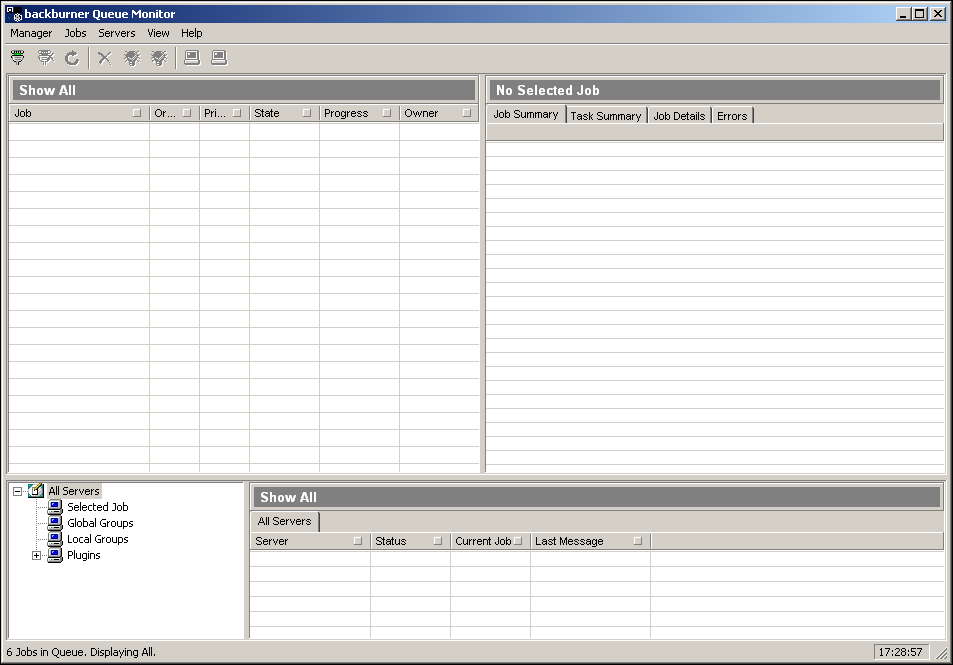 backburner Queue Monitor
Manager Jobs Servers View Help
Show All
Job Or... Pri... State Progress Owner
No Selected Job
Job Summary Task Summary Job Details Errors
All Servers
Selected Job
Global Groups
Local Groups
Plugins
Show All
All Servers
Server Status Current Job Last Message
6 Jobs in Queue. Displaying All.
17:28:57